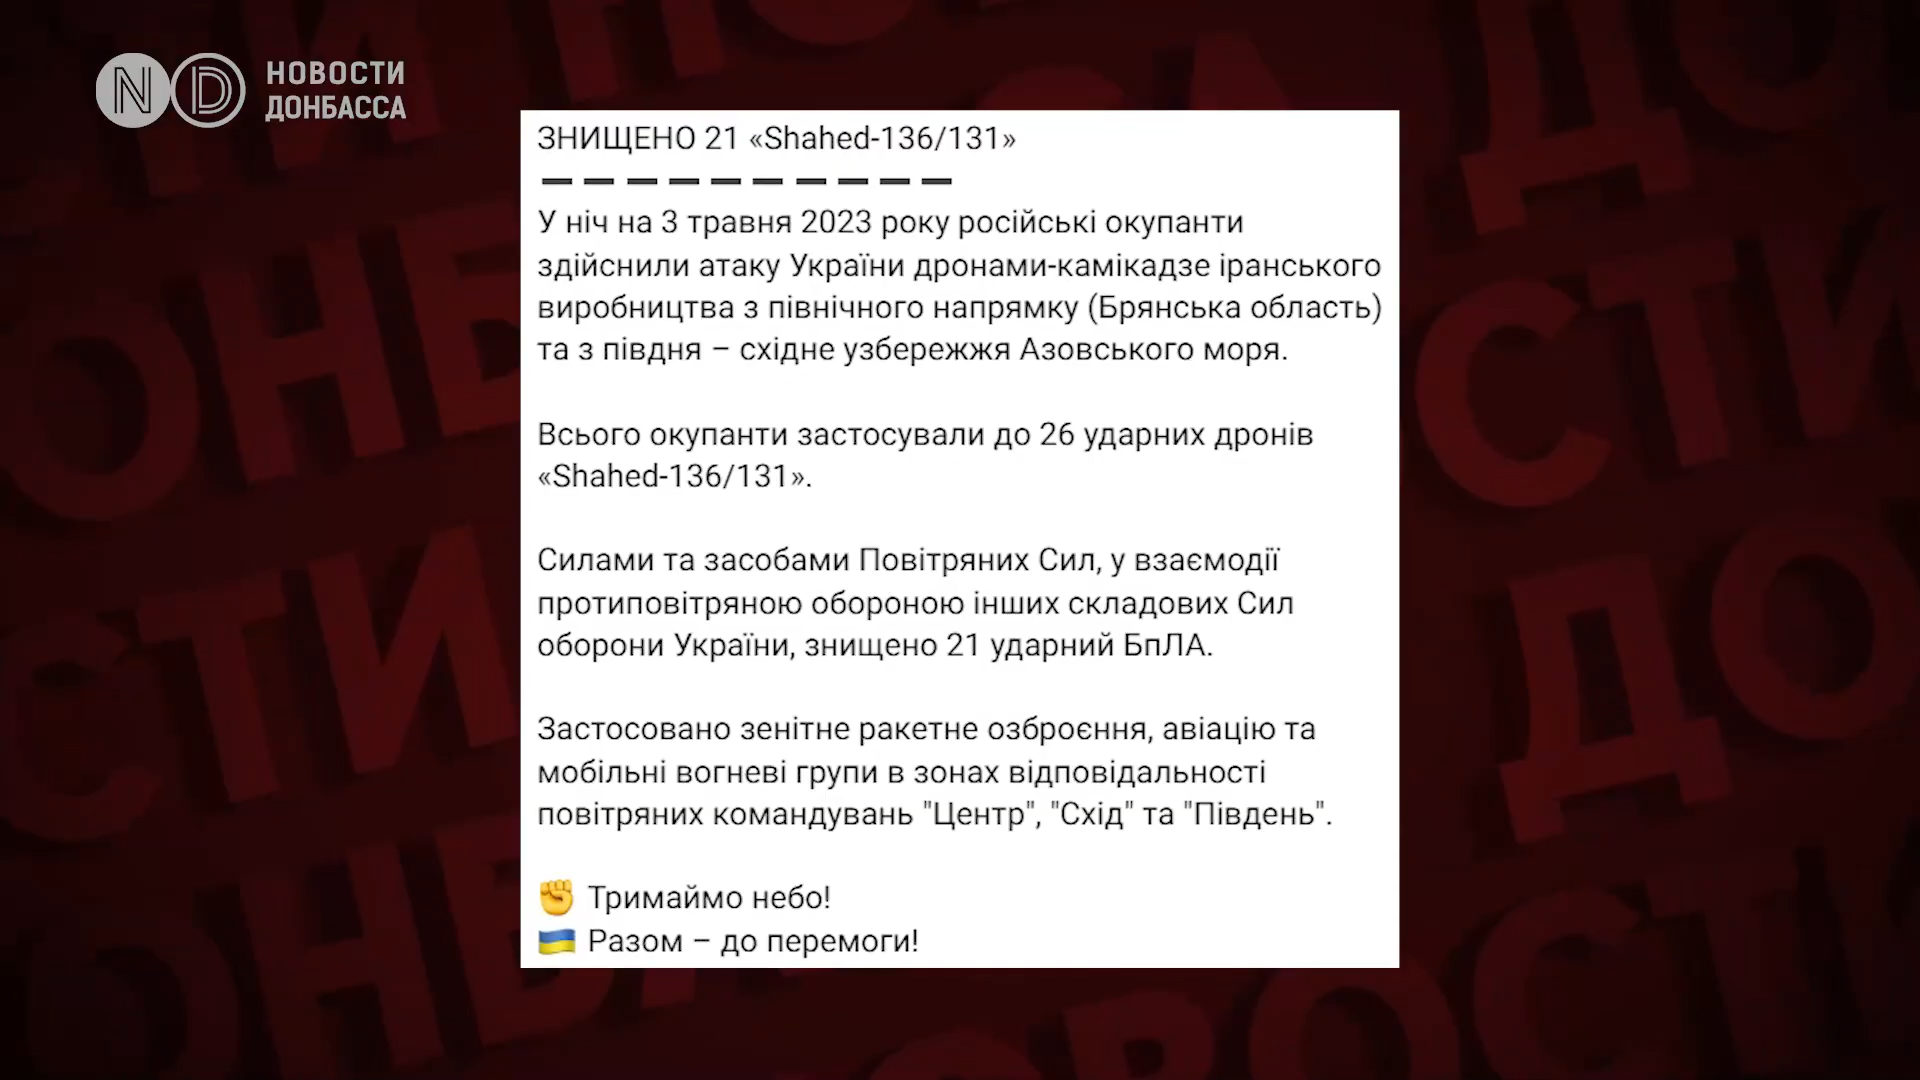 ND НОВОСТИ
ДОНБАССА
ЗНИЩЕНО 21 «Shahed-136/131»
У ніч на 3 травня 2023 року російські окупанти
здійснили атаку України дронами-камікадзе іранського
виробництва з північного напрямку (Брянська область)
та з півдня – східне узбережжя Азовського моря.
Всього окупанти застосували до 26 ударних дронів
«Shahed-136/131».
Силами та засобами Повітряних Сил, у взаємодії
протиповітряною обороною інших складових Сил
оборони України, знищено 21 ударний БпЛА.
Застосовано зенітне ракетне озброєння, авіацію та
мобільні вогневі групи в зонах відповідальності
повітряних командувань "Центр", "Схід" та "Південь".
✊ Тримаймо небо!
🇺🇦 Разом – до перемоги!